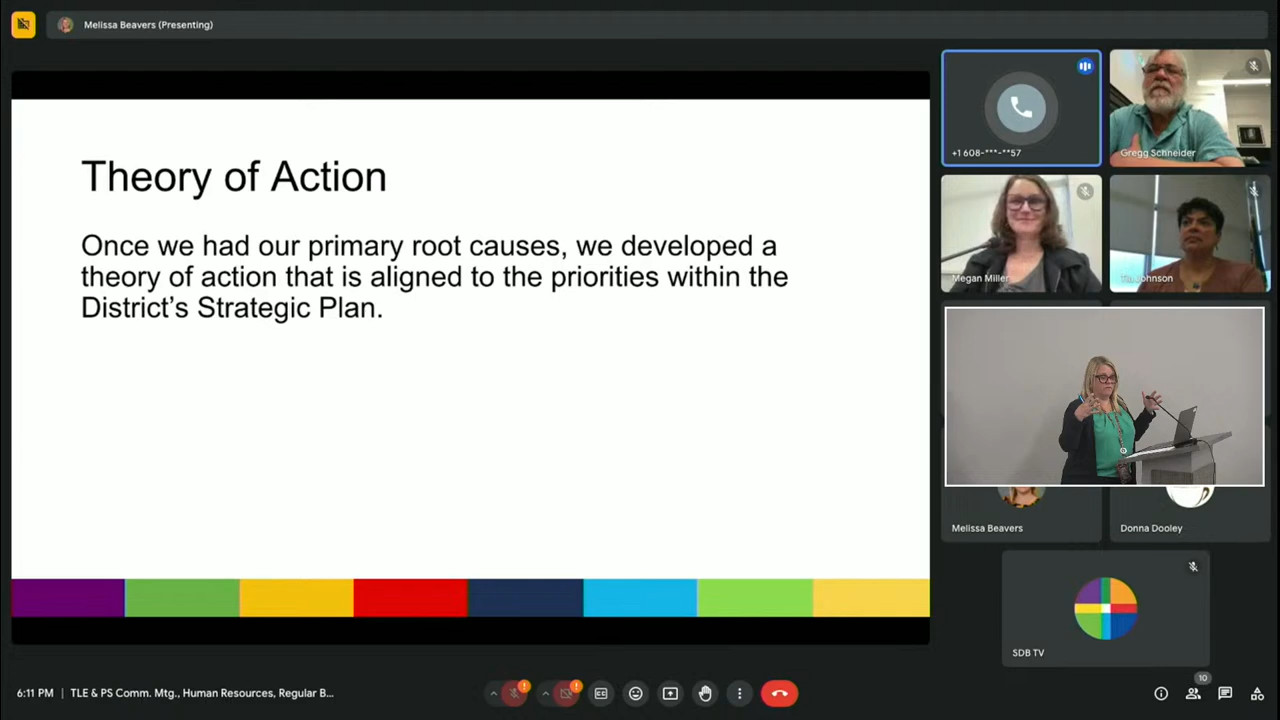 Melissa Beavers (Presenting)
Theory of Action
Once we had our primary root causes, we developed a
theory of action that is aligned to the priorities within the
District's Strategic Plan.
+1 608-***-**57
Gregg Schneider
Megan Miller
Johnson
Melissa Beavers
Donna Dooley
SDB TV
6:11 PM | TLE & PS Comm. Mtg., Human Resources, Regular B...
CC
10